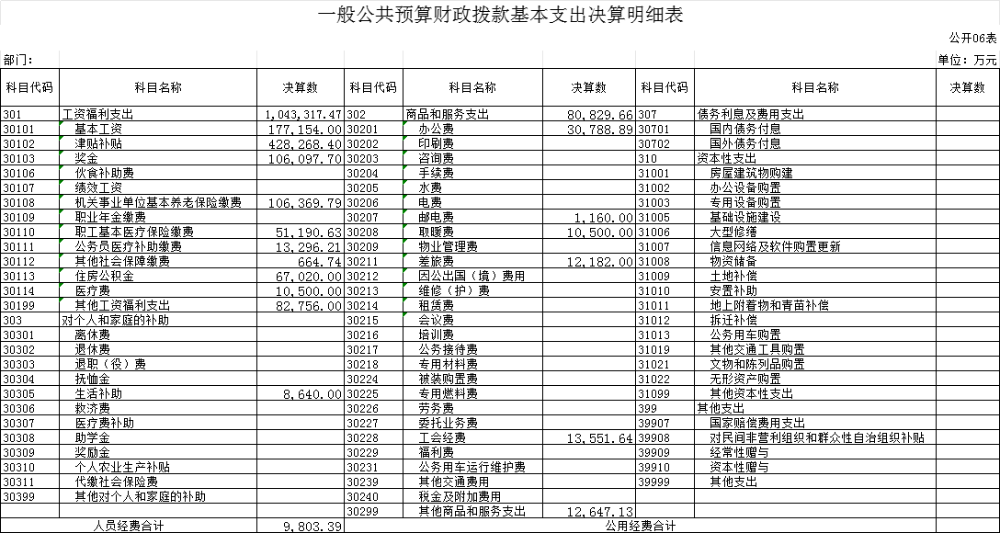 一般公共预算财政拨款基本支出决算明细表
公开06表
部门： 单位：万元
科目代码 科目名称 决算数 科目代码 科目名称 决算数 科目代码 科目名称 决算数
301 工资福利支出 1,043,317.47 302 商品和服务支出 80,829.66 307 债务利息及费用支出
30101 基本工资 177,154.00 30201 办公费 30,788.89 30701 国内债务付息
30102 津贴补贴 428,268.40 30202 印刷费 30702 国外债务付息
30103 奖金 106,097.70 30203 咨询费 310 资本性支出
30106 伙食补助费 30204 手续费 31001 房屋建筑物购建
30107 绩效工资 30205 水费 31002 办公设备购置
30108 机关事业单位基本养老保险缴费 106,369.79 30206 电费 31003 专用设备购置
30109 职业年金缴费 30207 邮电费 1,160.00 31005 基础设施建设
30110 职工基本医疗保险缴费 51,190.63 30208 取暖费 10,500.00 31006 大型修缮
30111 公务员医疗补助缴费 13,296.21 30209 物业管理费 31007 信息网络及软件购置更新
30112 其他社会保障缴费 664.74 30211 差旅费 12,182.00 31008 物资储备
30113 住房公积金 67,020.00 30212 因公出国（境）费用 31009 土地补偿
30114 医疗费 10,500.00 30213 维修（护）费 31010 安置补助
30199 其他工资福利支出 82,756.00 30214 租赁费 31011 地上附着物和青苗补偿
303 对个人和家庭的补助 30215 会议费 31012 拆迁补偿
30301 离休费 30216 培训费 31013 公务用车购置
30302 退休费 30217 公务接待费 31019 其他交通工具购置
30303 退职（役）费 30218 专用材料费 31021 文物和陈列品购置
30304 抚恤金 30224 被装购置费 31022 无形资产购置
30305 生活补助 8,640.00 30225 专用燃料费 31099 其他资本性支出
30306 救济费 30226 劳务费 399 其他支出
30307 医疗费补助 30227 委托业务费 39907 国家赔偿费用支出
30308 助学金 30228 工会经费 13,551.64 39908 对民间非营利组织和群众性自治组织补贴
30309 奖励金 30229 福利费 39909 经常性赠与
30310 个人农业生产补贴 30231 公务用车运行维护费 39910 资本性赠与
30311 代缴社会保险费 30239 其他交通费用 39999 其他支出
30399 其他对个人和家庭的补助 30240 税金及附加费用
30299 其他商品和服务支出 12,647.13
人员经费合计 9,803.39 公用经费合计